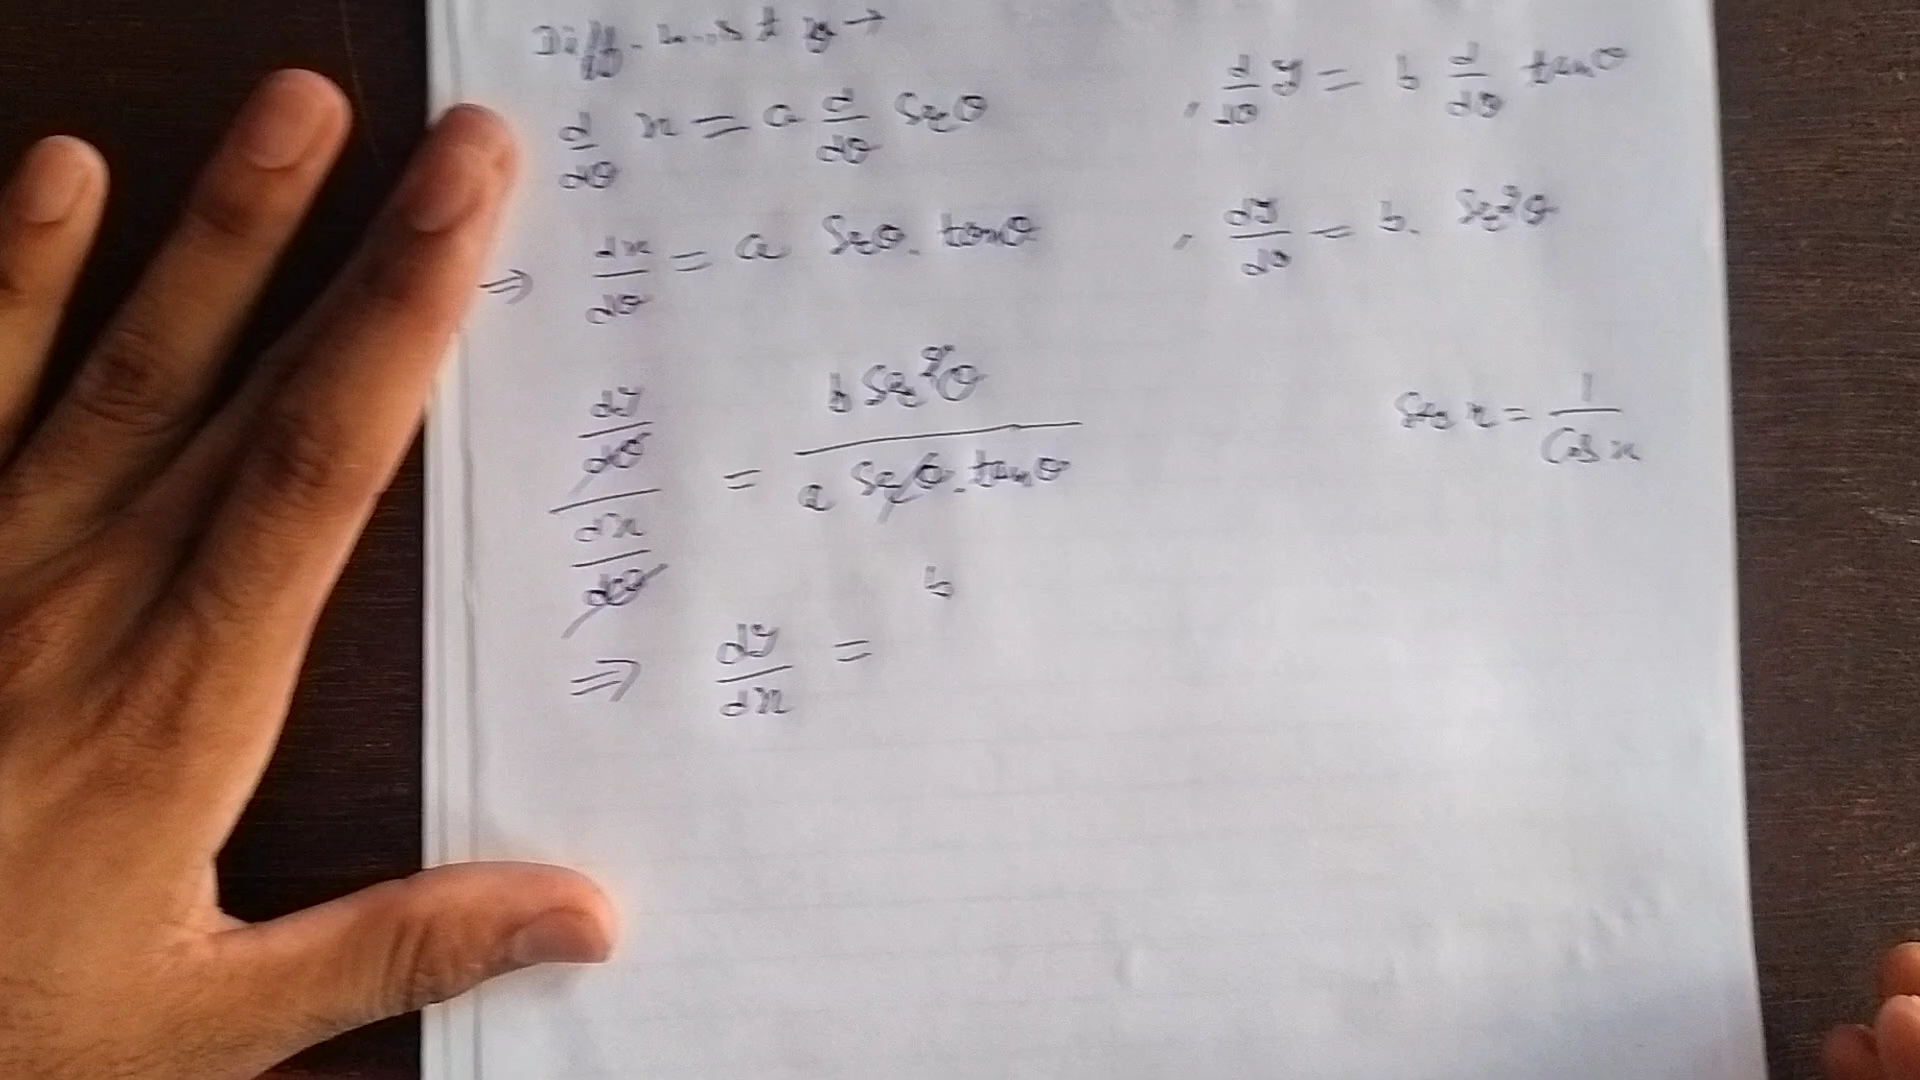 Diff. w.r.t θ →
d/dθ x = a d/dθ Secθ , d/dθ y = b d/dθ tanθ
⇒ dx/dθ = a Secθ. tanθ , dy/dθ = b. Sec²θ
(dy/dθ)/(dx/dθ) = b Sec²θ / a Secθ. tanθ
Sec x = 1/Cos x
b
⇒ dy/dx =